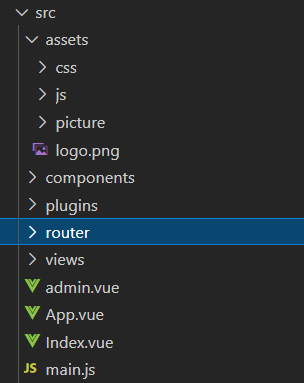 src
assets
css
js
picture
logo.png
components
plugins
router
views
admin.vue
App.vue
Index.vue
JS main.js